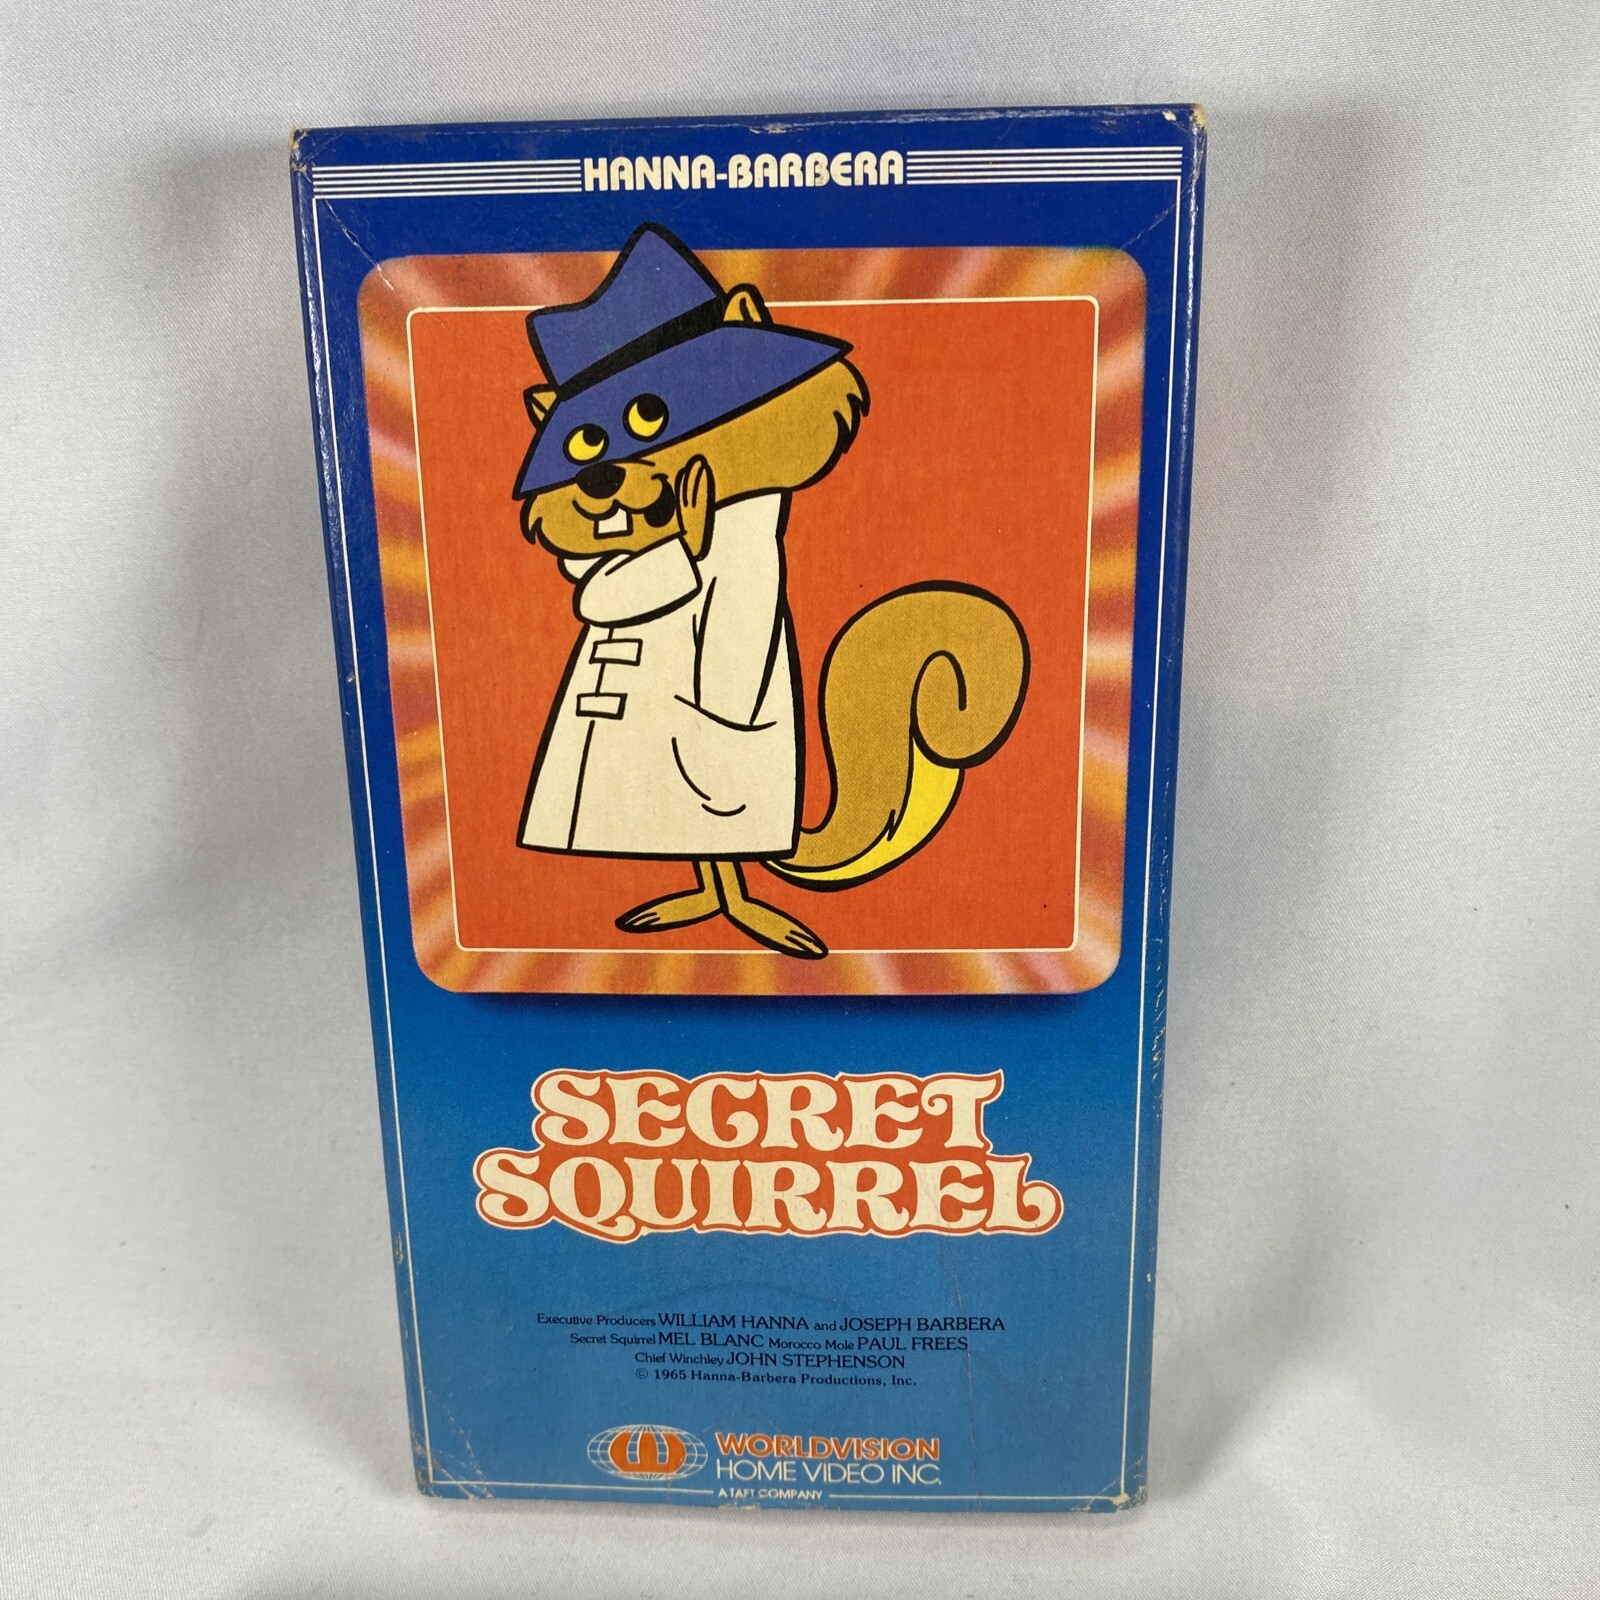 HANNA-BARBERA
SECRET
SQUIRREL
Executive Producers WILLIAM HANNA and JOSEPH BARBERA
Secret Squirrel MEL BLANC Morocco Mole PAUL FREES
Chief Winchley JOHN STEPHENSON
© 1965 Hanna-Barbera Productions, Inc.
WORLDVISION
HOME VIDEO INC.
A TAFT COMPANY